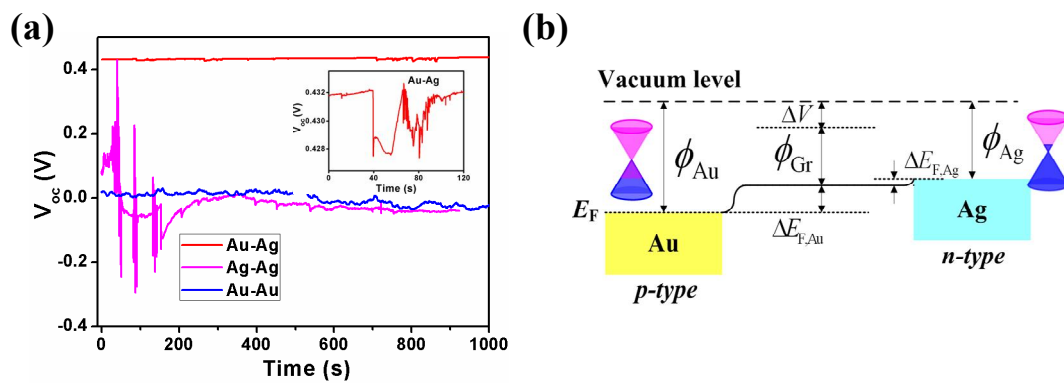 (a)
V_oc (V)
0.4
0.2
0.0
-0.2
-0.4
0 200 400 600 800 1000
Time (s)
Au-Ag
Ag-Ag
Au-Au
Au-Ag
V_oc (V)
0.432
0.430
0.428
0 40 80 120
Time (s)
(b)
Vacuum level
ΔV
ϕ_Au
ϕ_Gr
ϕ_Ag
ΔE_F,Ag
E_F
ΔE_F,Au
Au
Ag
p-type
n-type